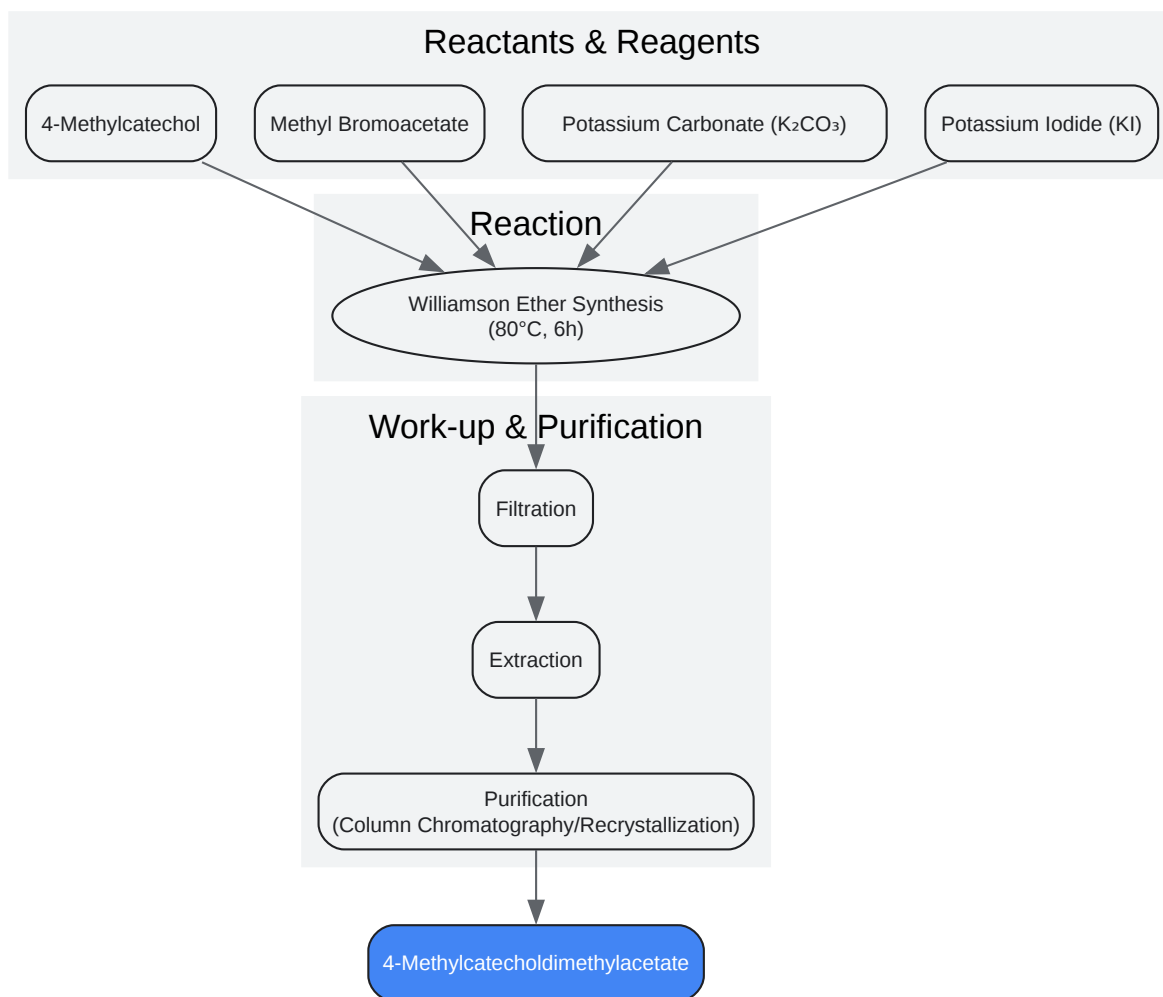 Reactants & Reagents
4-Methylcatechol
Methyl Bromoacetate
Potassium Carbonate (K₂CO₃)
Potassium Iodide (KI)
Reaction
Williamson Ether Synthesis
(80°C, 6h)
Work-up & Purification
Filtration
Extraction
Purification
(Column Chromatography/Recrystallization)
4-Methylcatecholdimethylacetate